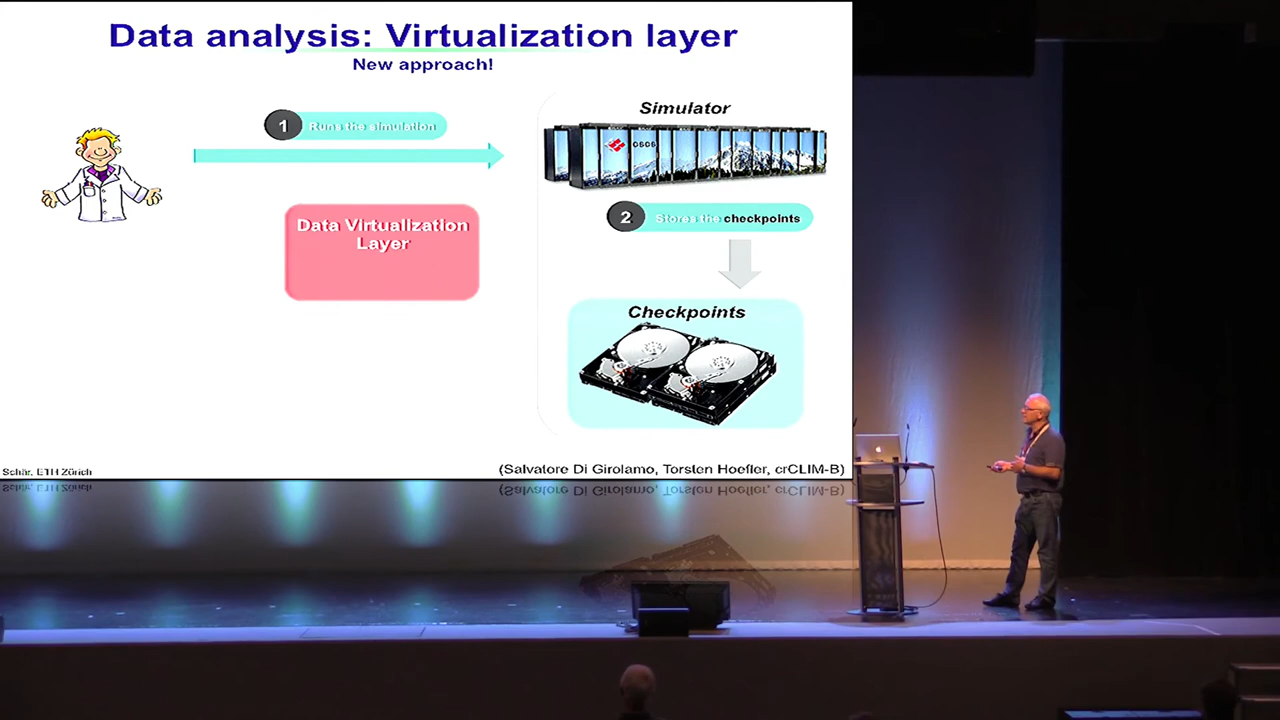 Data analysis: Virtualization layer
New approach!
1 Runs the simulation
Simulator
CSCS
2 Stores the checkpoints
Data Virtualization
Layer
Checkpoints
Schär, ETH Zürich
(Salvatore Di Girolamo, Torsten Hoefler, crCLIM-B)